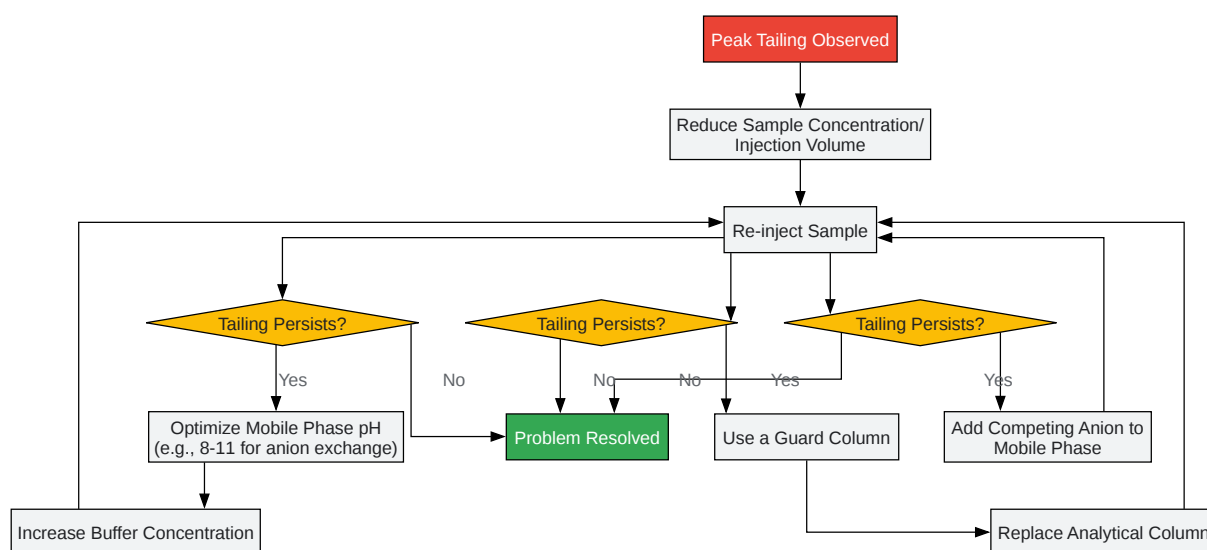 Peak Tailing Observed
Reduce Sample Concentration/
Injection Volume
Re-inject Sample
Tailing Persists?
Tailing Persists?
Tailing Persists?
Yes
No
No
No
Yes
Yes
Optimize Mobile Phase pH
(e.g., 8-11 for anion exchange)
Problem Resolved
Use a Guard Column
Add Competing Anion to
Mobile Phase
Increase Buffer Concentration
Replace Analytical Column